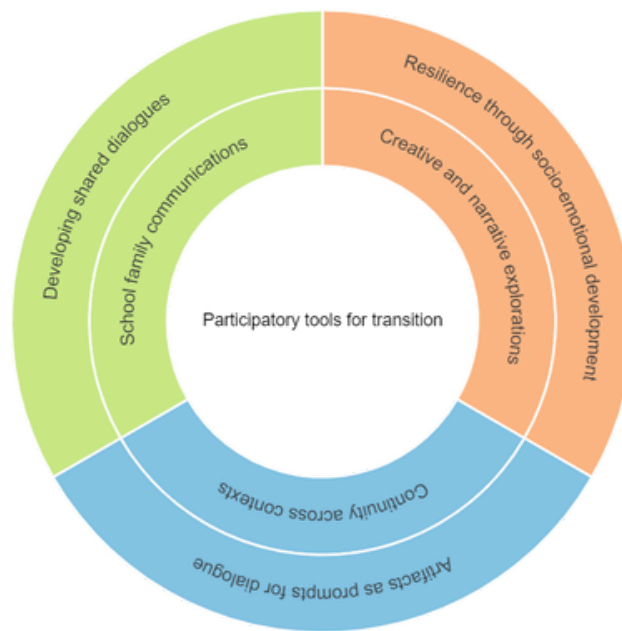 Developing shared dialogues
School family communications
Resilience through socio-emotional development
Creative and narrative explorations
Participatory tools for transition
Continuity across contexts
Artifacts as prompts for dialogue